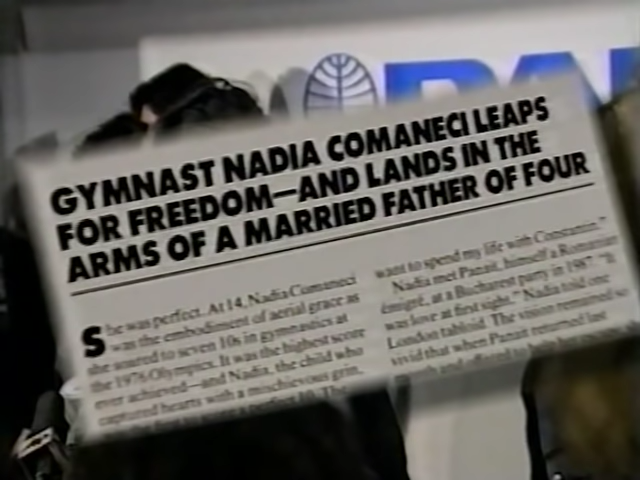 PAN
GYMNAST NADIA COMANECI LEAPS
FOR FREEDOM—AND LANDS IN THE
ARMS OF A MARRIED FATHER OF FOUR
She was perfect. At 14, Nadia Comaneci
was the embodiment of aerial grace as
she soared to seven 10s in gymnastics at
the 1976 Olympics. It was the highest score
ever achieved—and Nadia, the child who
captured hearts with a mischievous grin,
want to spend my life with Constantin."
Nadia met Panait, himself a Romanian
émigré, at a Bucharest party in 1987. "It
was love at first sight," Nadia told one
London tabloid. The vision remained so
vivid that when Panait returned last